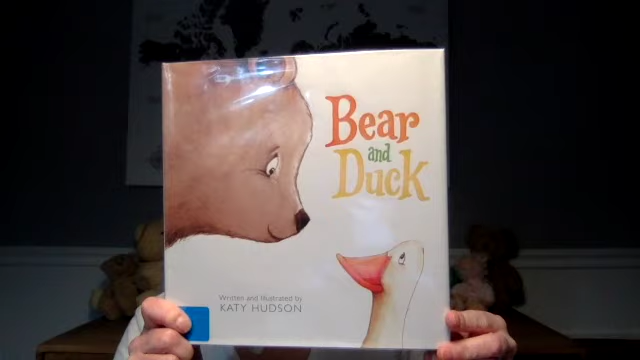 Bear
and
Duck
Written and Illustrated by
KATY HUDSON